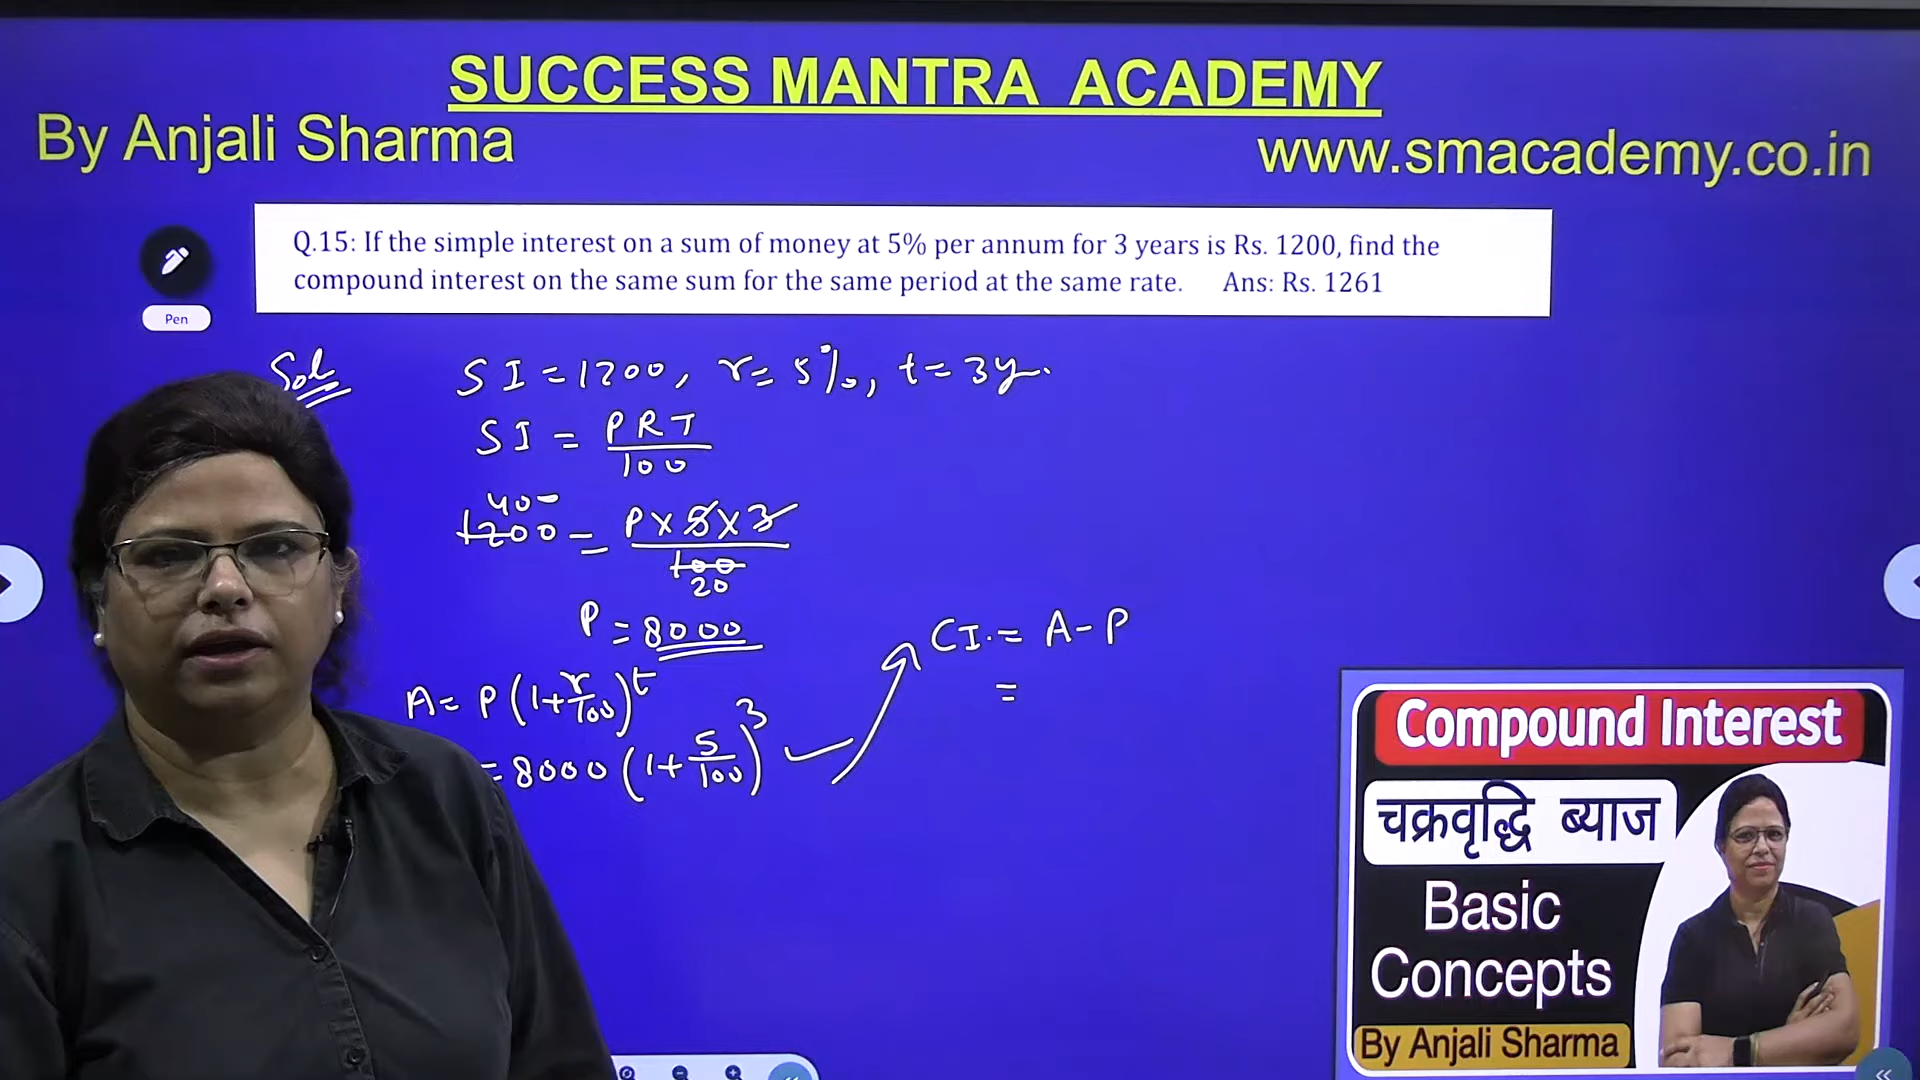 SUCCESS MANTRA ACADEMY
By Anjali Sharma
www.smacademy.co.in
Q.15: If the simple interest on a sum of money at 5% per annum for 3 years is Rs. 1200, find the
compound interest on the same sum for the same period at the same rate. Ans: Rs. 1261
Pen
Sol
SI = 1200, r = 5%, t = 3y.
SI = PRT
100
400
1200 = P × 5 × 3
100
20
P = 8000
A = P (1 + r/100)^t
= 8000 (1 + 5/100)^3
CI. = A - P
=
Compound Interest
चक्रवृद्धि ब्याज
Basic
Concepts
By Anjali Sharma